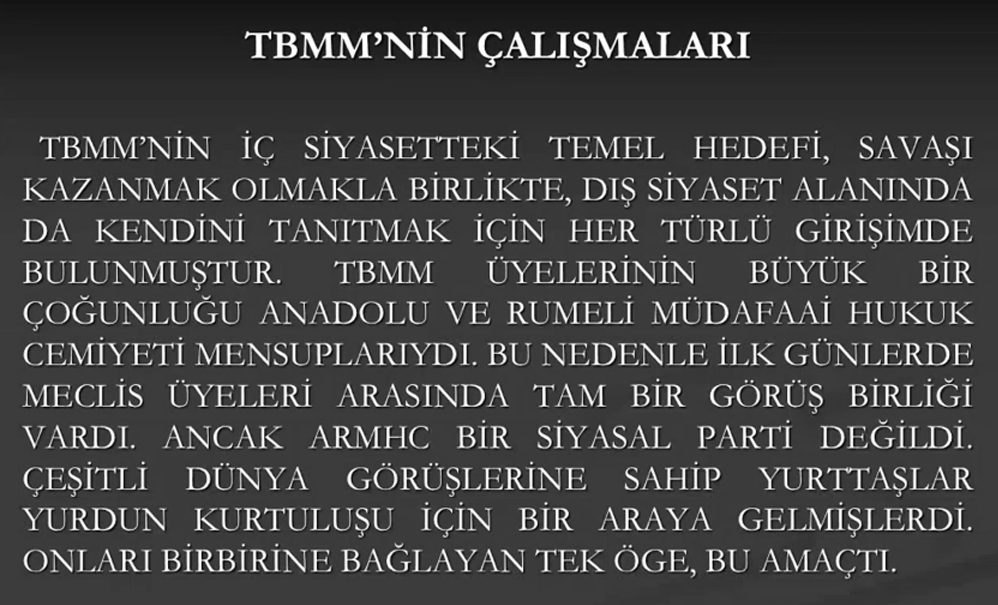 TBMM’NİN ÇALIŞMALARI
TBMM’NİN İÇ SİYASETTEKİ TEMEL HEDEFİ, SAVAŞI
KAZANMAK OLMAKLA BİRLİKTE, DIŞ SİYASET ALANINDA
DA KENDİNİ TANITMAK İÇİN HER TÜRLÜ GİRİŞİMDE
BULUNMUŞTUR. TBMM ÜYELERİNİN BÜYÜK BİR
ÇOĞUNLUĞU ANADOLU VE RUMELİ MÜDAFAAİ HUKUK
CEMİYETİ MENSUPLARIYDI. BU NEDENLE İLK GÜNLERDE
MECLİS ÜYELERİ ARASINDA TAM BİR GÖRÜŞ BİRLİĞİ
VARDI. ANCAK ARMHC BİR SİYASAL PARTİ DEĞİLDİ.
ÇEŞİTLİ DÜNYA GÖRÜŞLERİNE SAHİP YURTTAŞLAR
YURDUN KURTULUŞU İÇİN BİR ARAYA GELMİŞLERDİ.
ONLARI BİRBİRİNE BAĞLAYAN TEK ÖGE, BU AMAÇTI.